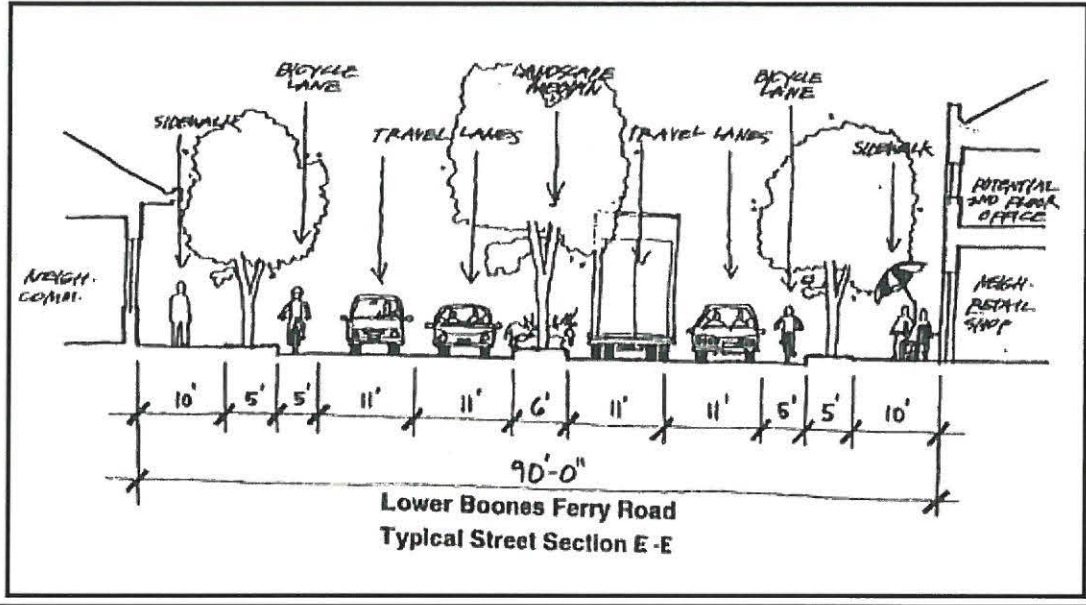 BICYCLE
LANE
LANDSCAPE
MEDIAN
BICYCLE
LANE
SIDEWALK
TRAVEL LANES
TRAVEL LANES
SIDEWALK
POTENTIAL
2ND FLOOR
OFFICE
NEIGH.
COMM.
NEIGH.
RETAIL
SHOP
10' 5' 5' 11' 11' 6' 11' 11' 5' 5' 10'
90'-0"
Lower Boones Ferry Road
Typical Street Section E-E